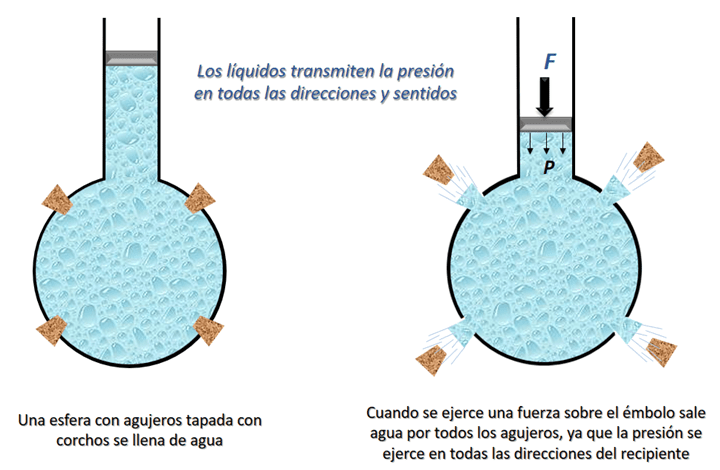 Los líquidos transmiten la presión
en todas las direcciones y sentidos
F
P
Una esfera con agujeros tapada con
corchos se llena de agua
Cuando se ejerce una fuerza sobre el émbolo sale
agua por todos los agujeros, ya que la presión se
ejerce en todas las direcciones del recipiente